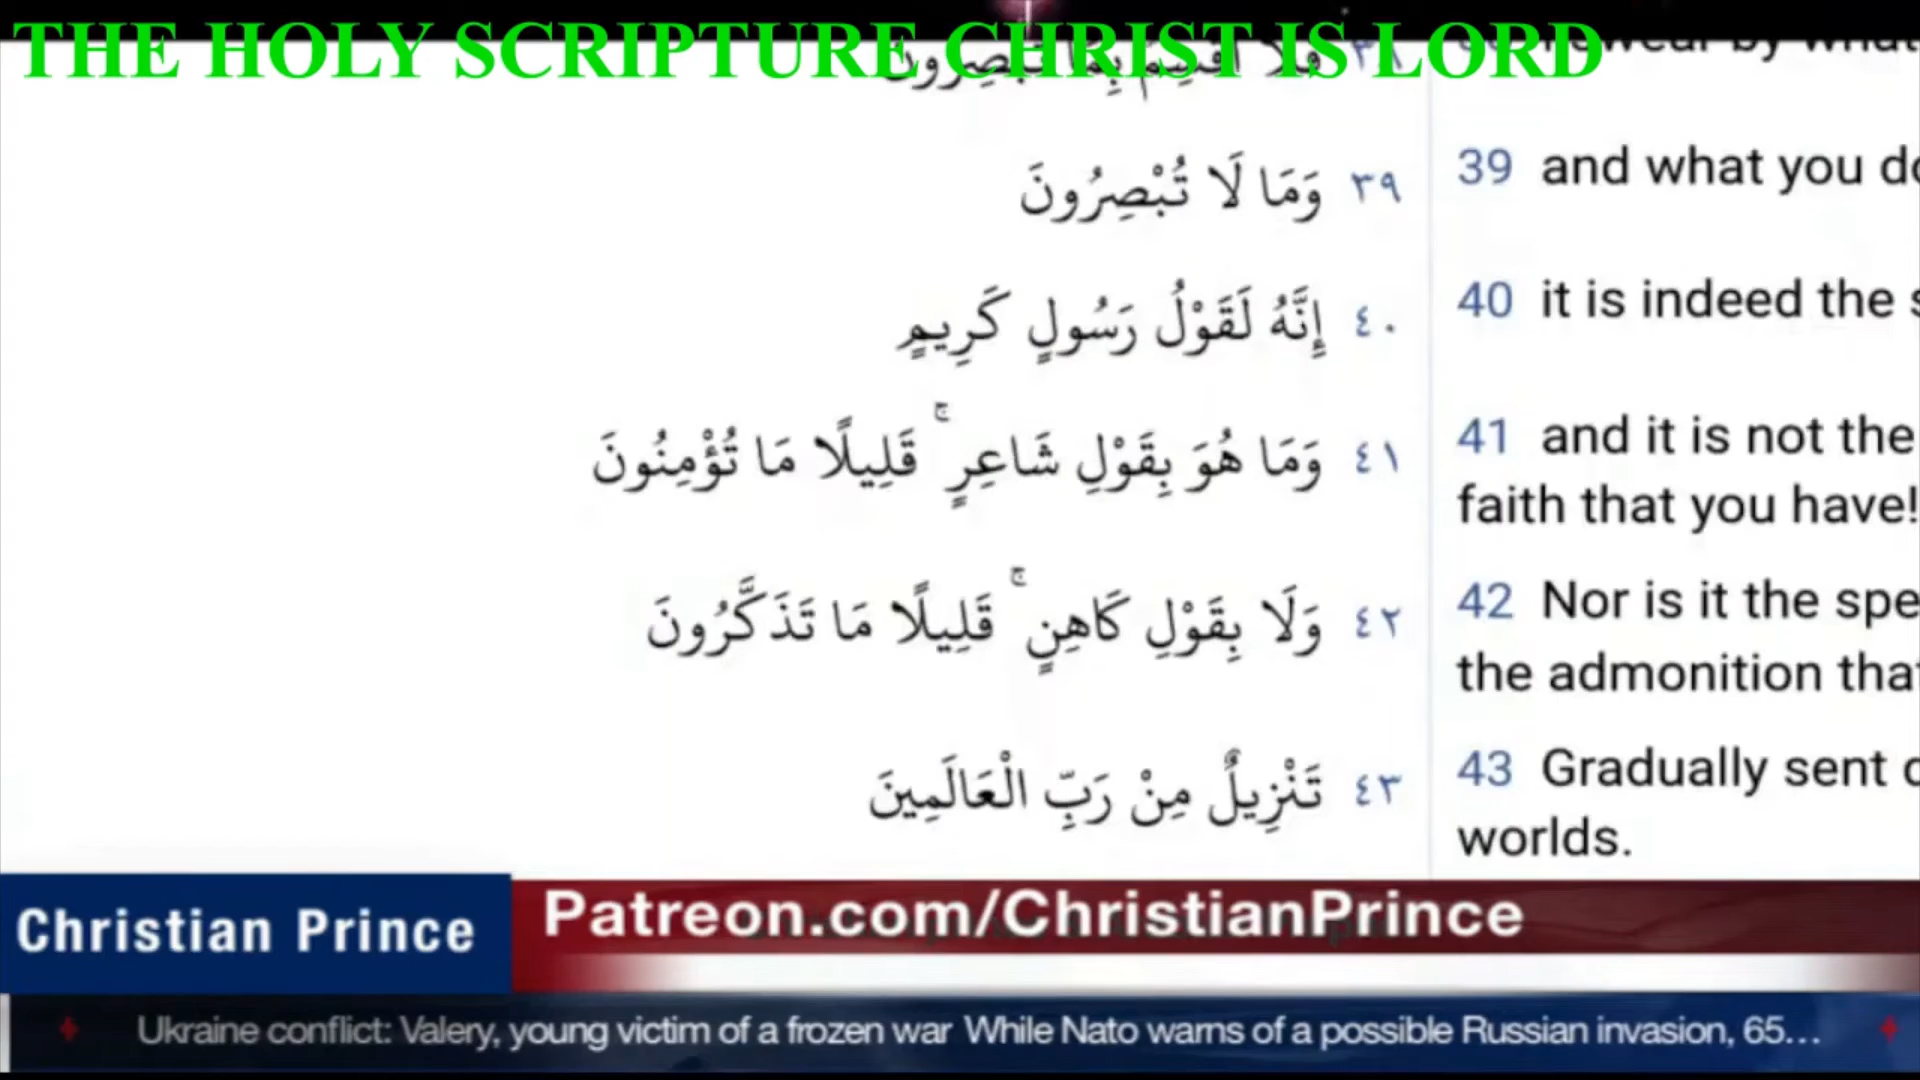 THE HOLY SCRIPTURE CHRIST IS LORD
٣٨ فَلَا أُقْسِمُ بِمَا تُبْصِرُونَ
٣٩ وَمَا لَا تُبْصِرُونَ
39 and what you do
٤٠ إِنَّهُ لَقَوْلُ رَسُولٍ كَرِيمٍ
40 it is indeed the s
٤١ وَمَا هُوَ بِقَوْلِ شَاعِرٍ ۚ قَلِيلًا مَا تُؤْمِنُونَ
41 and it is not the
faith that you have!
٤٢ وَلَا بِقَوْلِ كَاهِنٍ ۚ قَلِيلًا مَا تَذَكَّرُونَ
42 Nor is it the spe
the admonition that
٤٣ تَنْزِيلٌ مِنْ رَبِّ الْعَالَمِينَ
43 Gradually sent
worlds.
Christian Prince
Patreon.com/ChristianPrince
Ukraine conflict: Valery, young victim of a frozen war While Nato warns of a possible Russian invasion, 65...